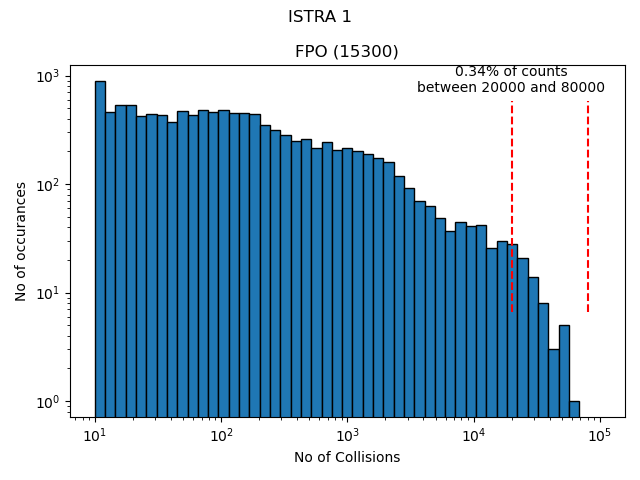 ISTRA 1
FPO (15300)
0.34% of counts
between 20000 and 80000
10³
10²
10¹
10⁰
No of occurances
10¹ 10² 10³ 10⁴ 10⁵
No of Collisions